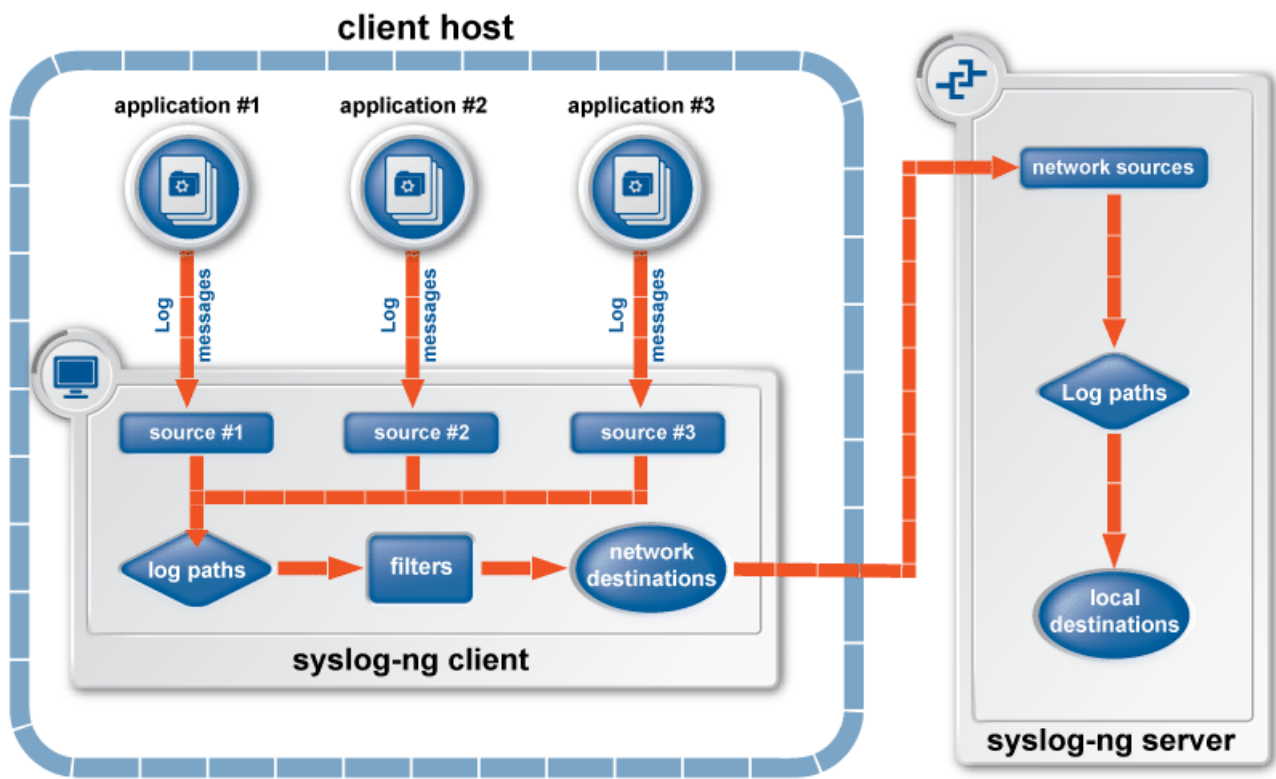 client host
application #1
application #2
application #3
Log
messages
Log
messages
Log
messages
source #1
source #2
source #3
log paths
filters
network
destinations
syslog-ng client
network sources
Log paths
local
destinations
syslog-ng server